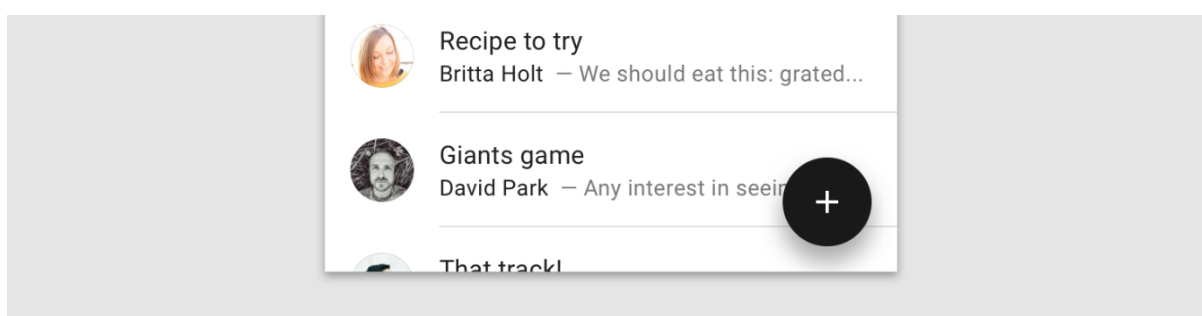 Recipe to try
Britta Holt — We should eat this: grated...
Giants game
David Park — Any interest in seein
+
That track!